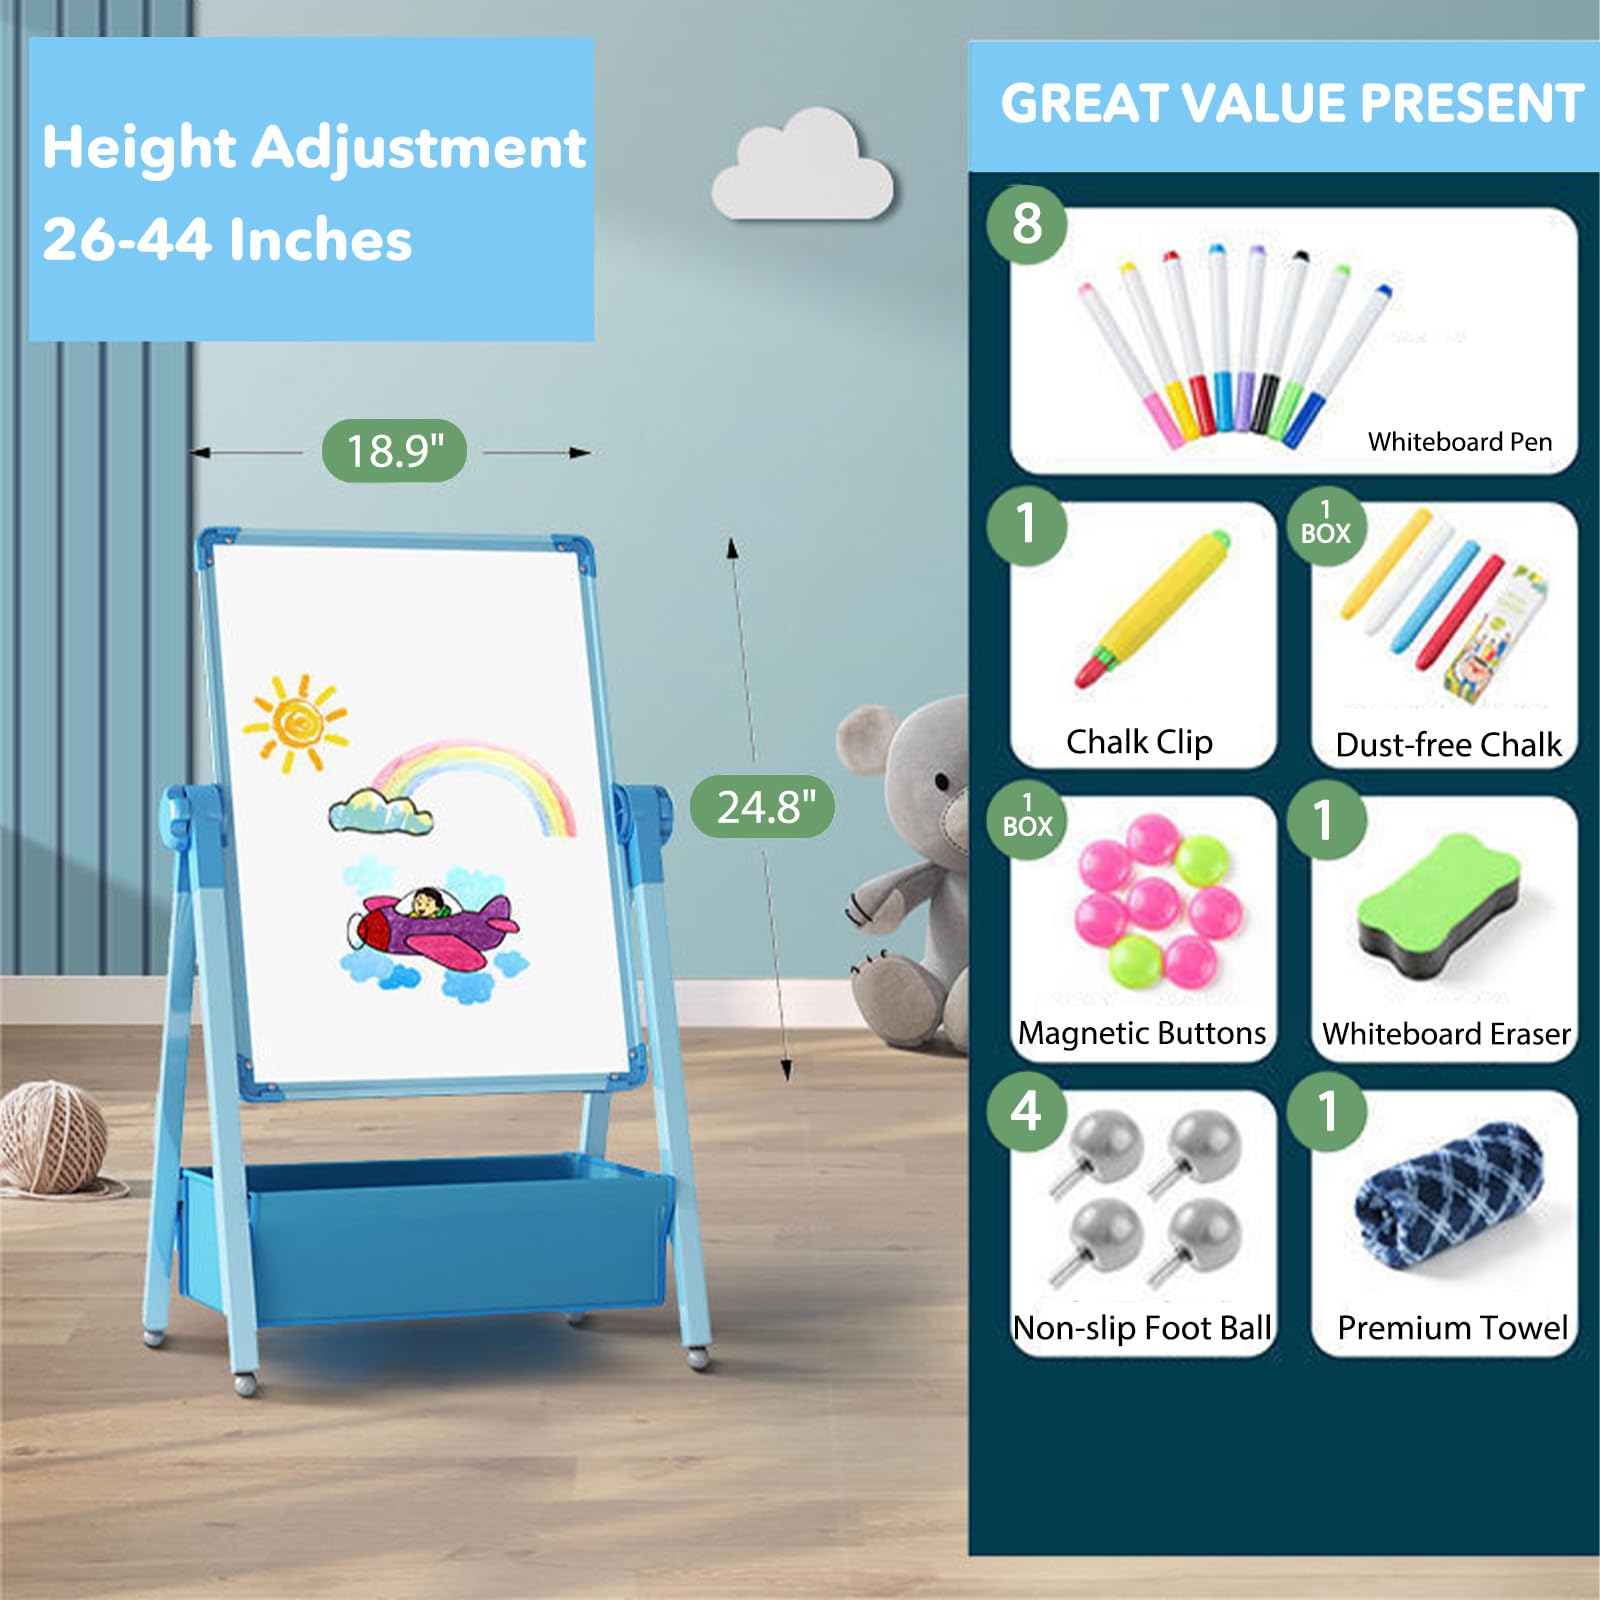 Height Adjustment
26-44 Inches
18.9"
24.8"
GREAT VALUE PRESENT
8
Whiteboard Pen
1
Chalk Clip
1
BOX
Dust-free Chalk
1
BOX
Magnetic Buttons
1
Whiteboard Eraser
4
Non-slip Foot Ball
1
Premium Towel